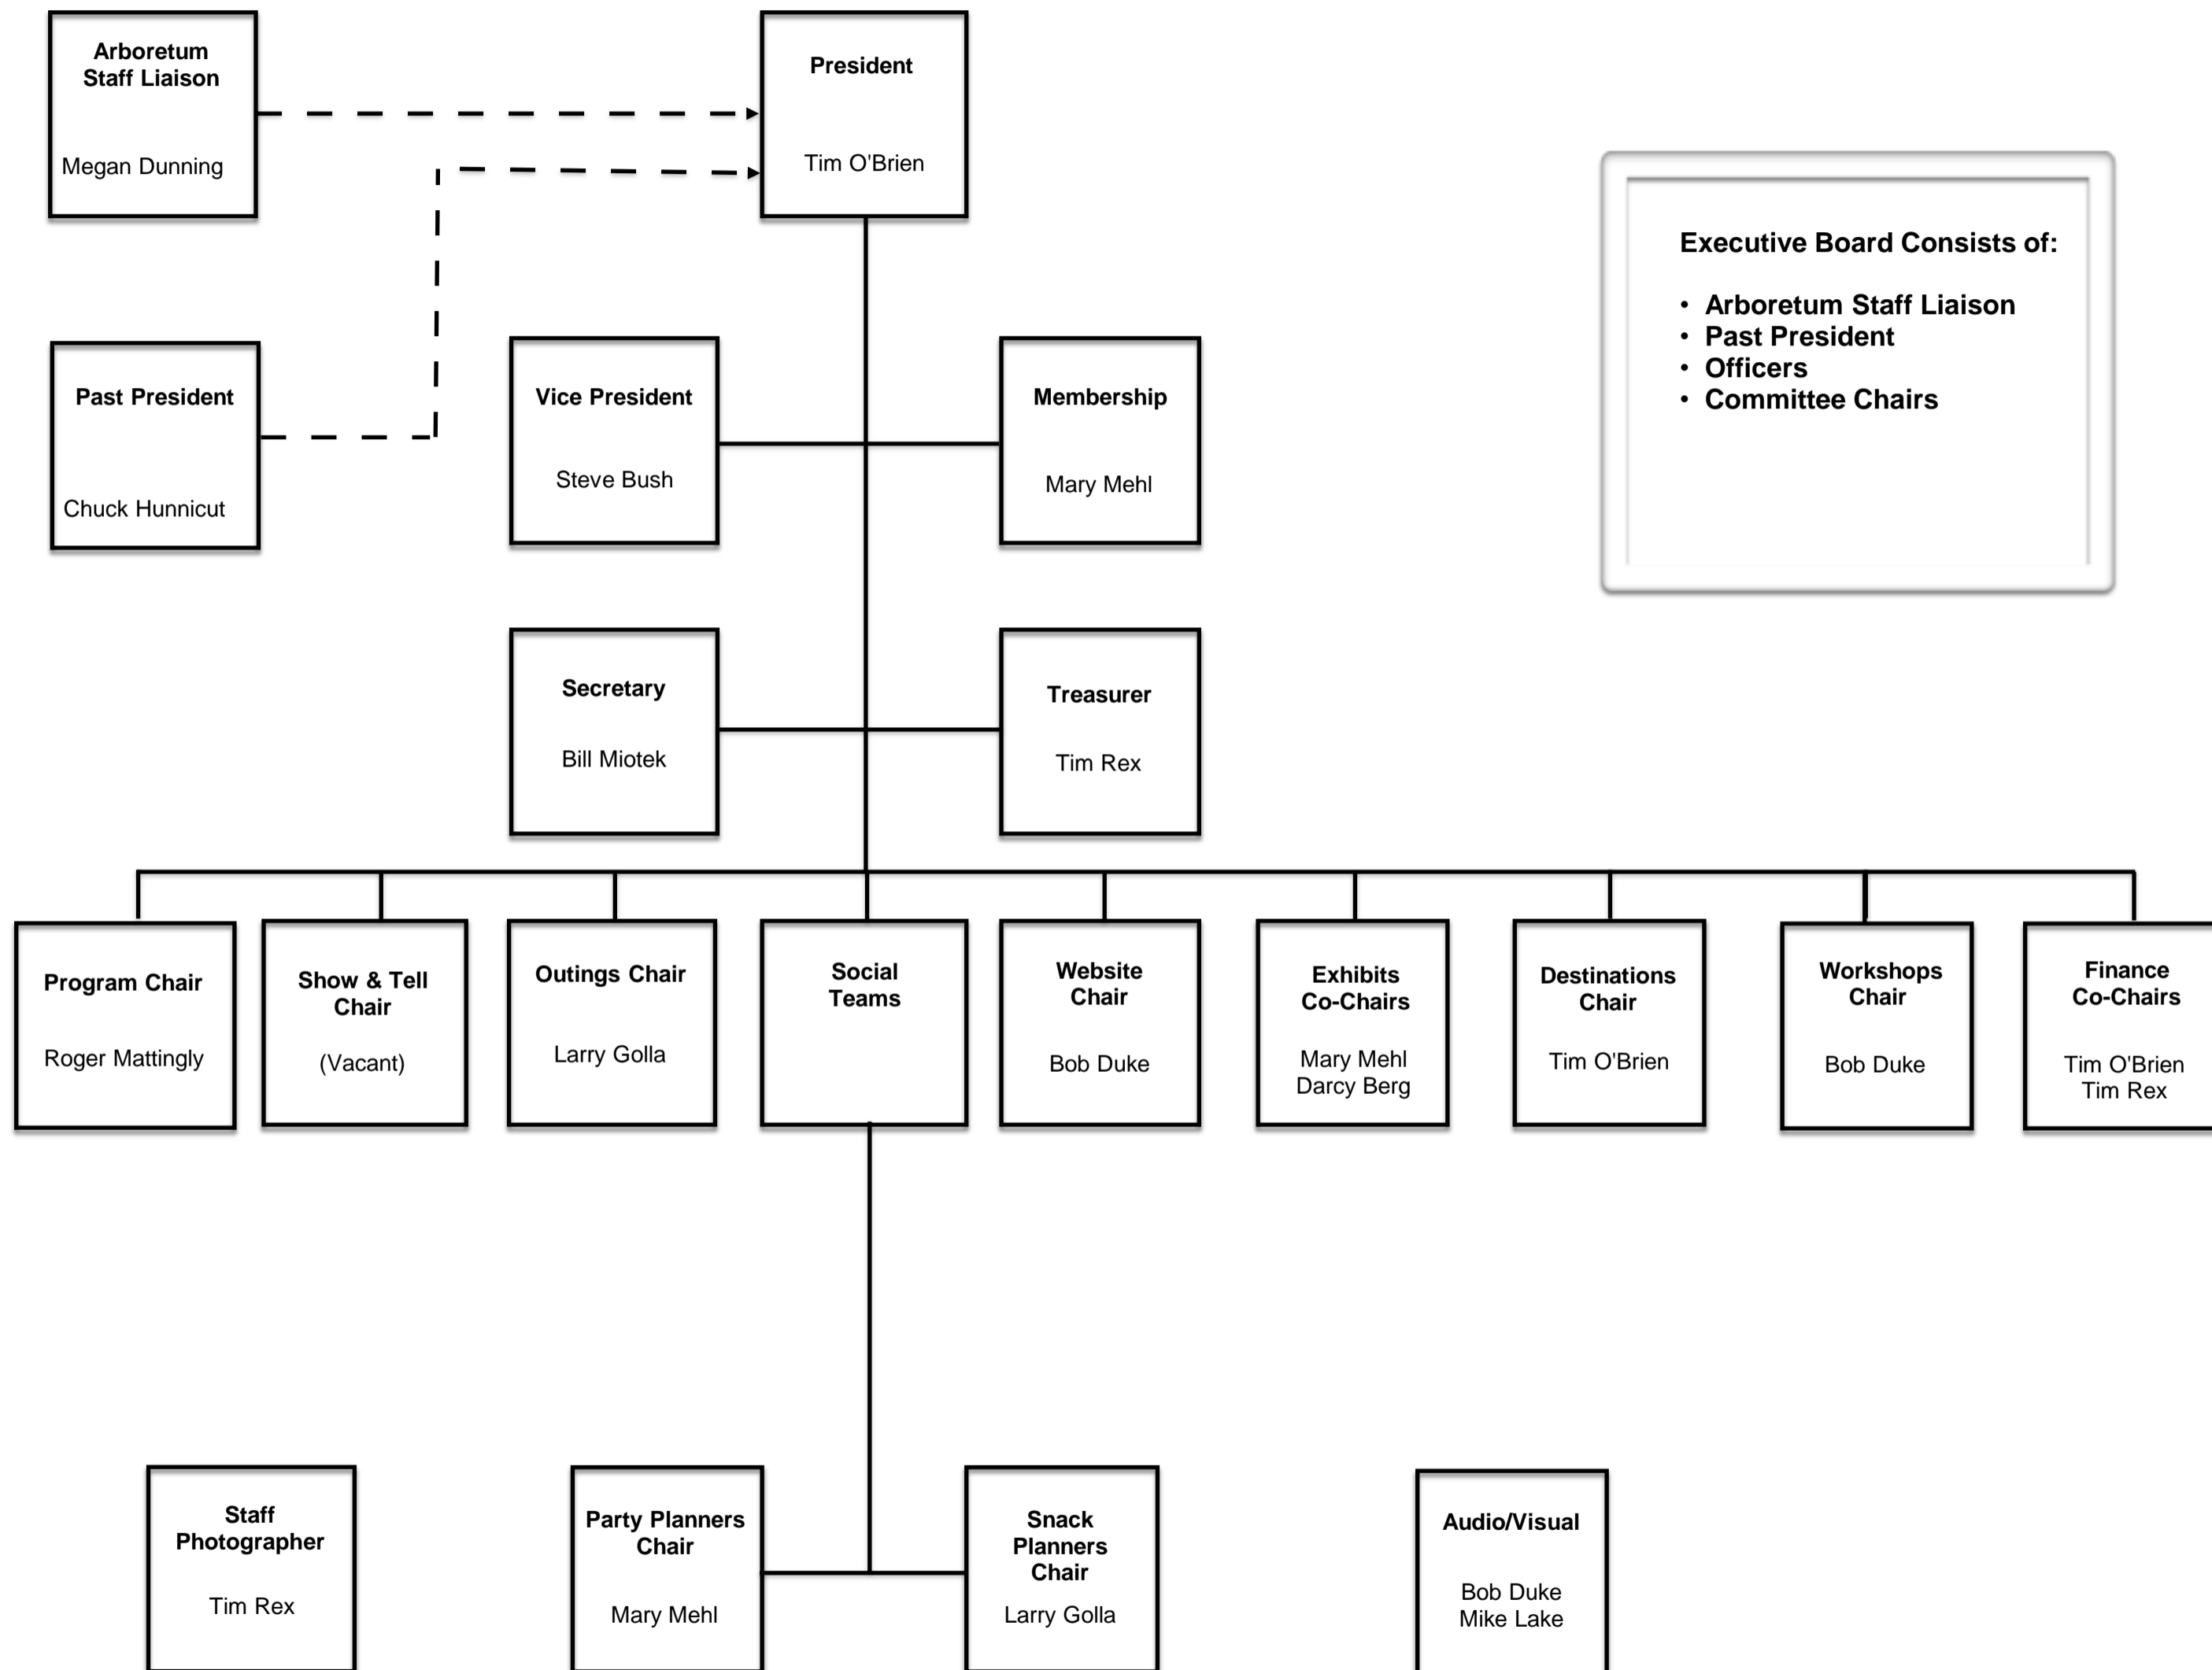 Arboretum
Staff Liaison
Megan Dunning
President
Tim O'Brien
Executive Board Consists of:
• Arboretum Staff Liaison
• Past President
• Officers
• Committee Chairs
Past President
Chuck Hunnicut
Vice President
Steve Bush
Membership
Mary Mehl
Secretary
Bill Miotek
Treasurer
Tim Rex
Program Chair
Roger Mattingly
Show & Tell
Chair
(Vacant)
Outings Chair
Larry Golla
Social
Teams
Website
Chair
Bob Duke
Exhibits
Co-Chairs
Mary Mehl
Darcy Berg
Destinations
Chair
Tim O'Brien
Workshops
Chair
Bob Duke
Finance
Co-Chairs
Tim O'Brien
Tim Rex
Staff
Photographer
Tim Rex
Party Planners
Chair
Mary Mehl
Snack
Planners
Chair
Larry Golla
Audio/Visual
Bob Duke
Mike Lake